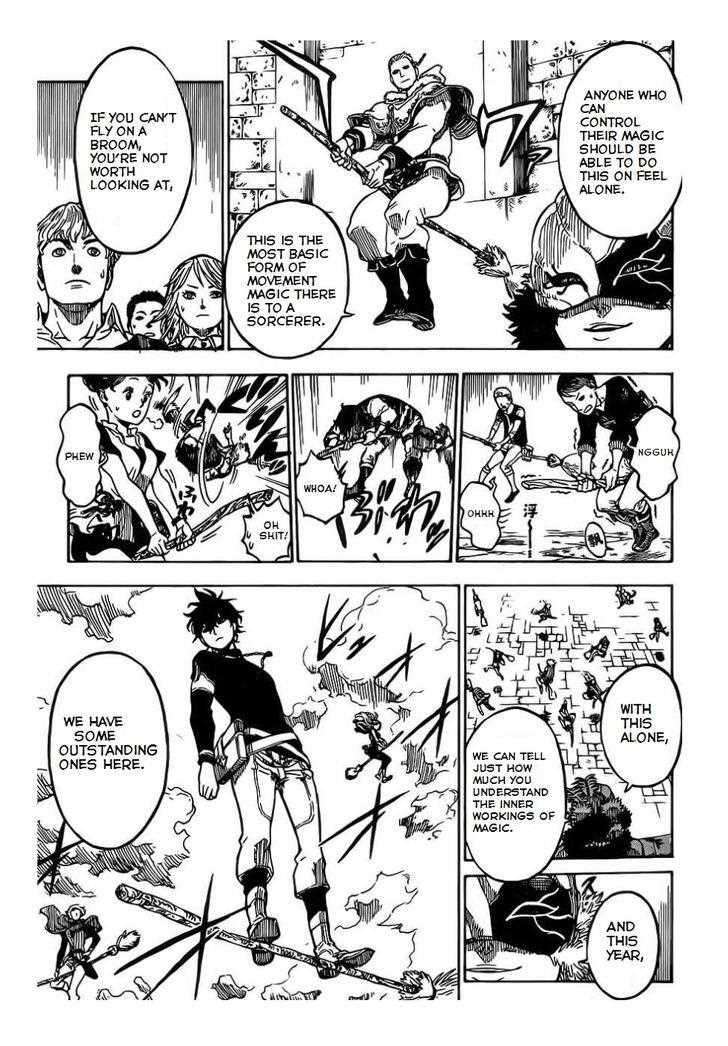 ANYONE WHO
CAN
CONTROL
THEIR MAGIC
SHOULD BE
ABLE TO DO
THIS ON FEEL
ALONE.
THIS IS THE
MOST BASIC
FORM OF
MOVEMENT
MAGIC THERE
IS TO A
SORCERER.
IF YOU CAN'T
FLY ON A
BROOM,
YOU'RE NOT
WORTH
LOOKING AT,
NGGUH
飄
浮
OHHH
WHOA!
OH
SHIT!
PHEW
WITH
THIS
ALONE,
WE CAN TELL
JUST HOW
MUCH YOU
UNDERSTAND
THE INNER
WORKINGS OF
MAGIC.
AND
THIS
YEAR,
WE HAVE
SOME
OUTSTANDING
ONES HERE.